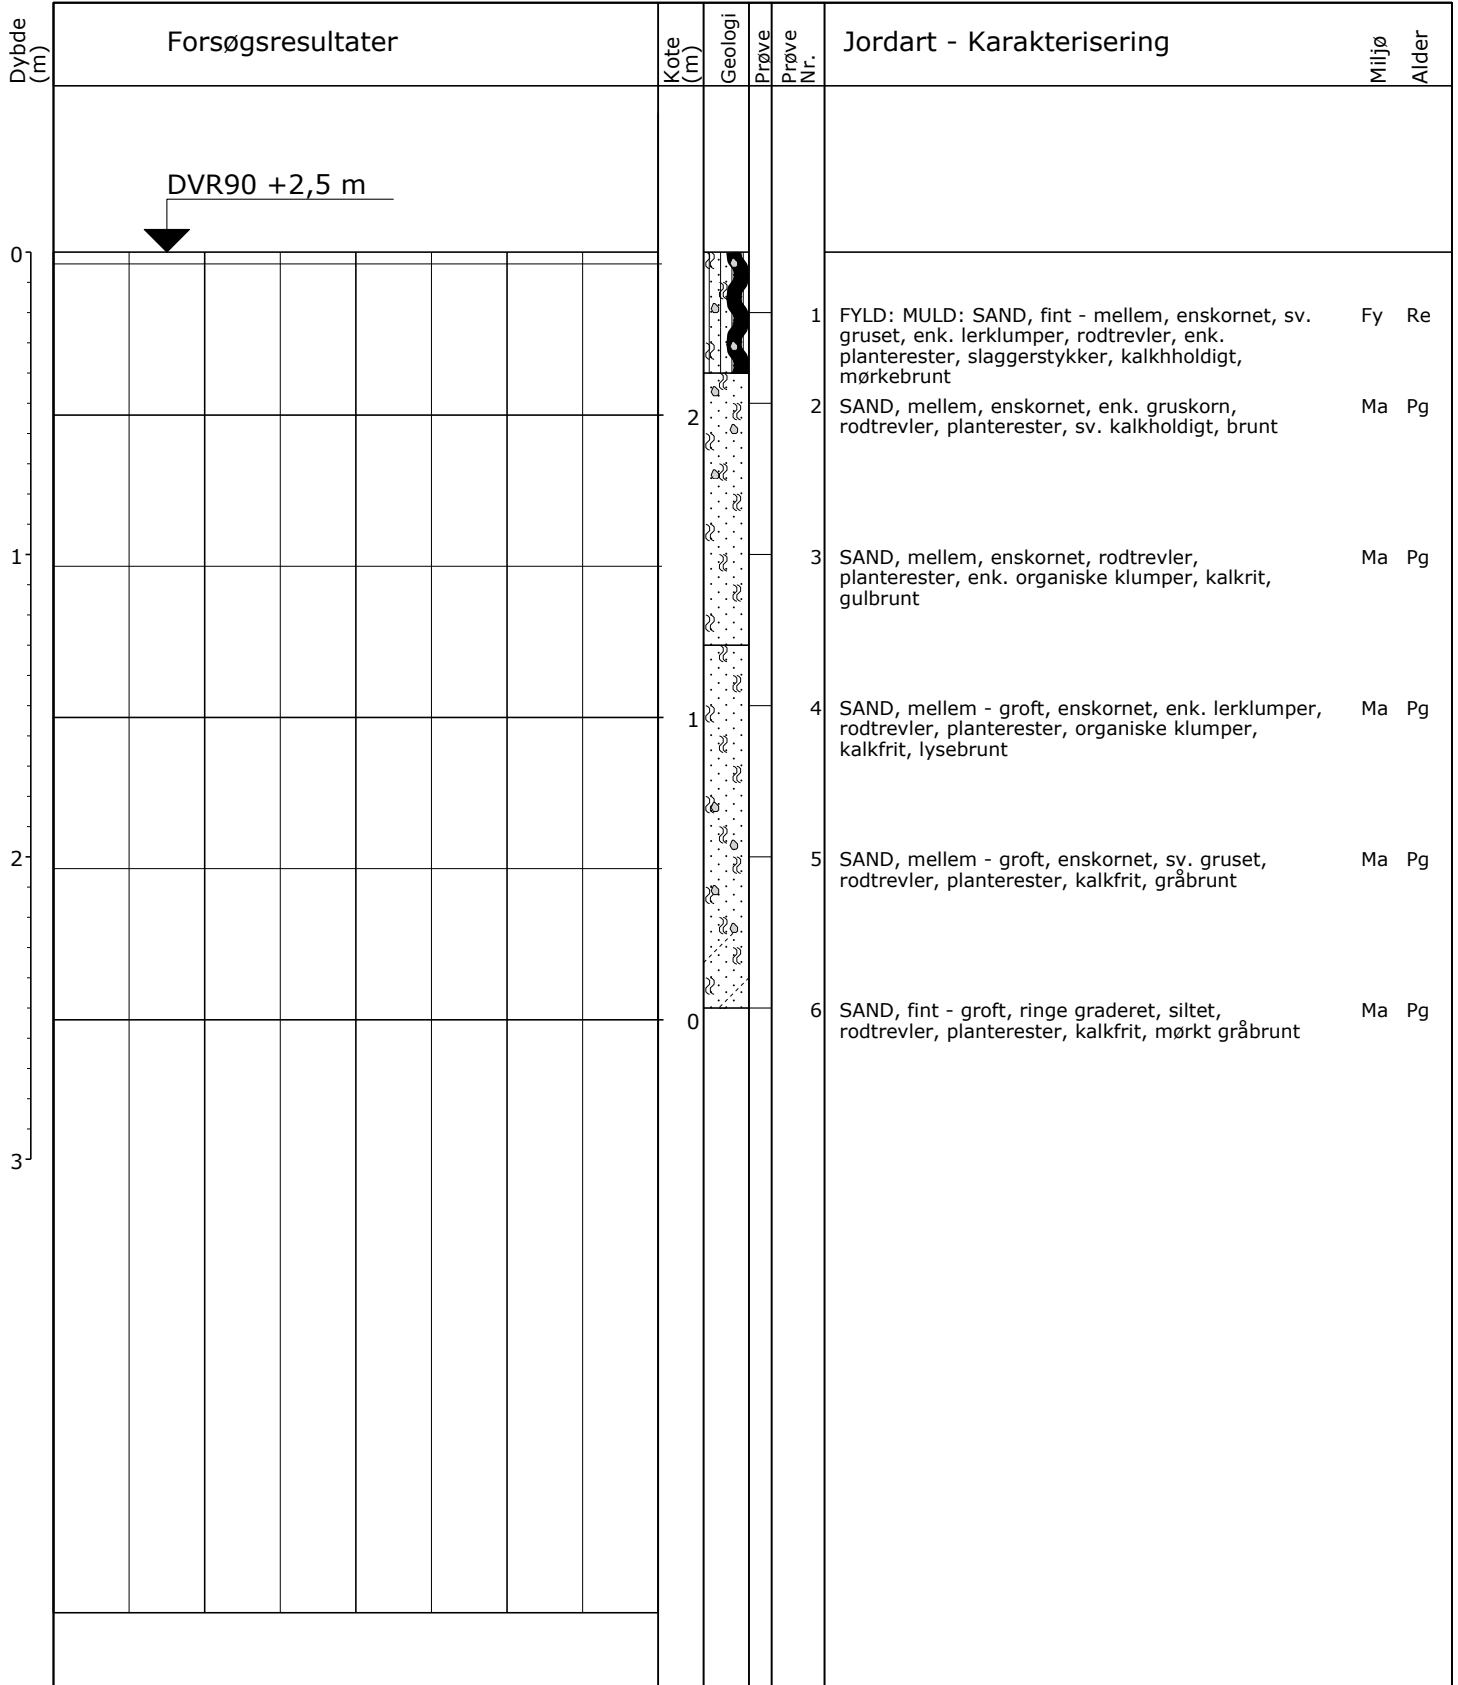 Dybde
(m)
Forsøgsresultater
Kote
(m)
Geologi
Prøve
Prøve
Nr.
Jordart - Karakterisering
Miljø
Alder
DVR90 +2,5 m
0
1 FYLD: MULD: SAND, fint - mellem, enskornet, sv. Fy Re
gruset, enk. lerklumper, rodtrevler, enk.
planterester, slaggerstykker, kalkhholdigt,
mørkebrunt
2 2 SAND, mellem, enskornet, enk. gruskorn, Ma Pg
rodtrevler, planterester, sv. kalkholdigt, brunt
1 3 SAND, mellem, enskornet, rodtrevler, Ma Pg
planterester, enk. organiske klumper, kalkrit,
gulbrunt
1 4 SAND, mellem - groft, enskornet, enk. lerklumper, Ma Pg
rodtrevler, planterester, organiske klumper,
kalkfrit, lysebrunt
2 5 SAND, mellem - groft, enskornet, sv. gruset, Ma Pg
rodtrevler, planterester, kalkfrit, gråbrunt
0 6 SAND, fint - groft, ringe graderet, siltet, Ma Pg
rodtrevler, planterester, kalkfrit, mørkt gråbrunt
3